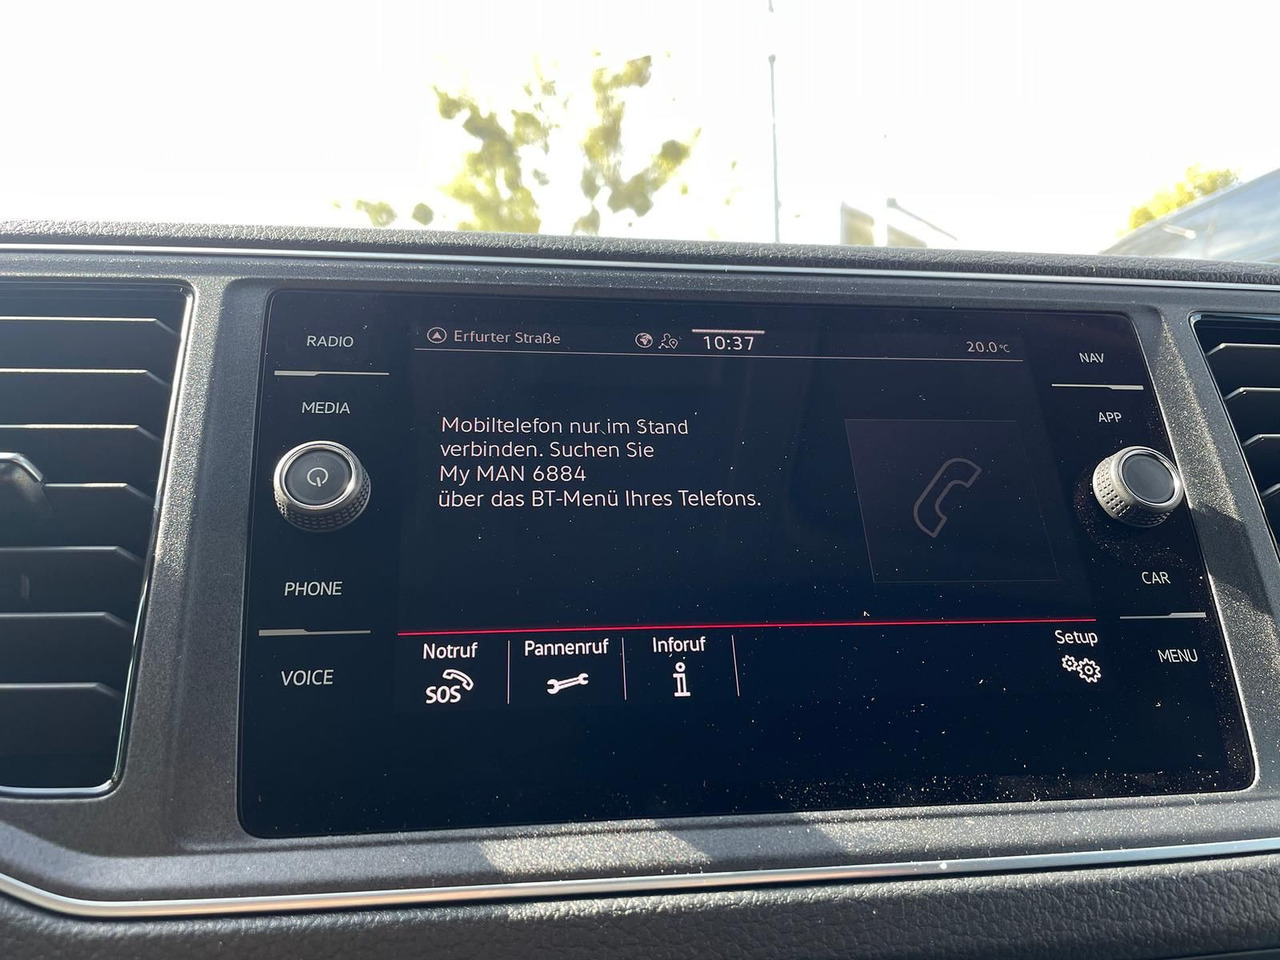 RADIO
MEDIA
PHONE
VOICE
Erfurter Straße
10:37
20.0°C
Mobiltelefon nur im Stand
verbinden. Suchen Sie
My MAN 6884
über das BT-Menü Ihres Telefons.
Notruf
SOS
Pannenruf
Inforuf
Setup
NAV
APP
CAR
MENU